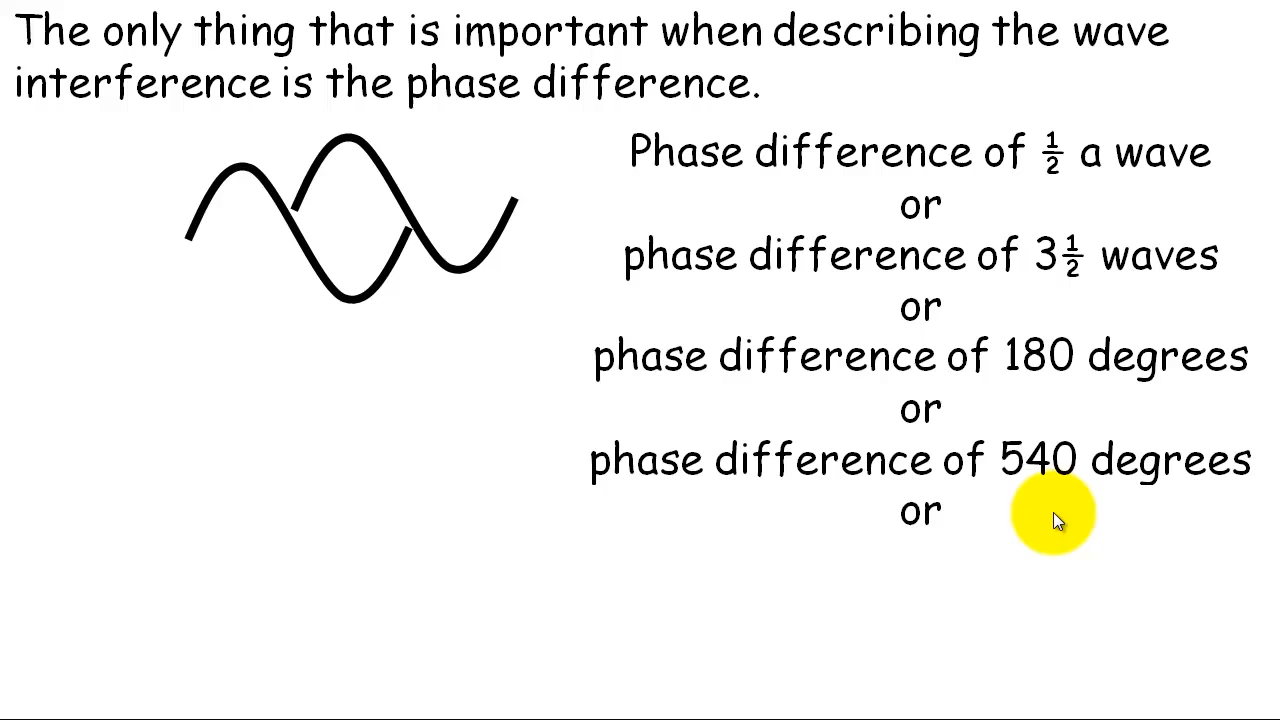 The only thing that is important when describing the wave
interference is the phase difference.
Phase difference of ½ a wave
or
phase difference of 3½ waves
or
phase difference of 180 degrees
or
phase difference of 540 degrees
or